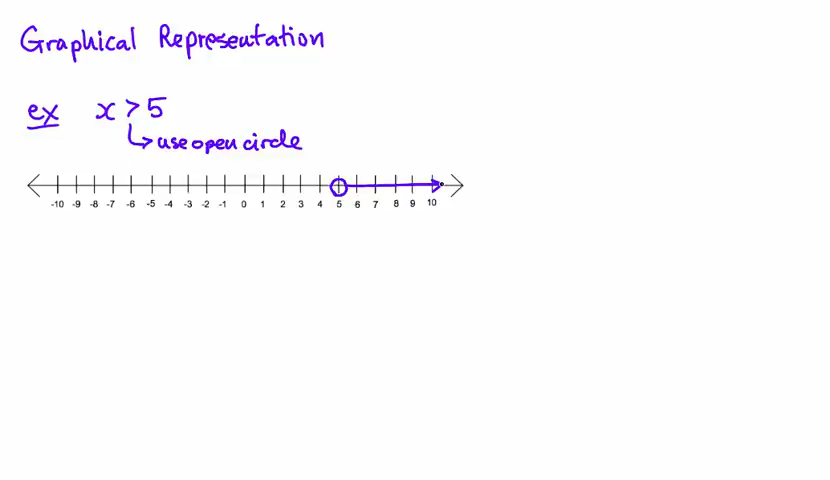 Graphical Representation
ex x > 5
↳ use open circle
-10 -9 -8 -7 -6 -5 -4 -3 -2 -1 0 1 2 3 4 5 6 7 8 9 10